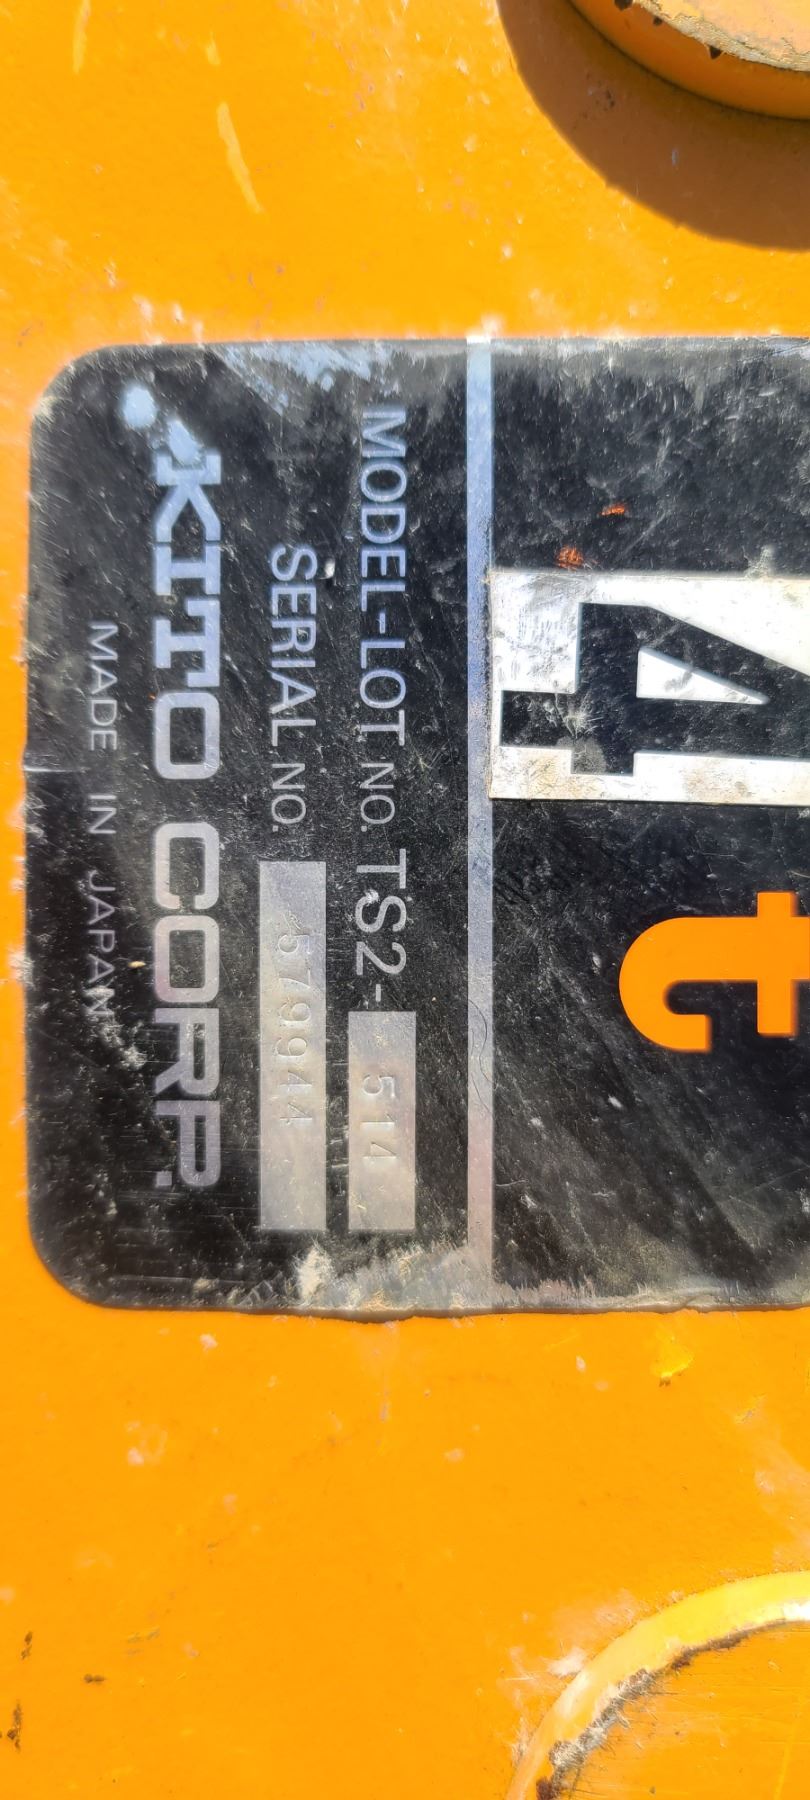 4 t
MODEL-LOT NO. TS2-514
SERIAL NO. 579944
KITO CORP.
MADE IN JAPAN